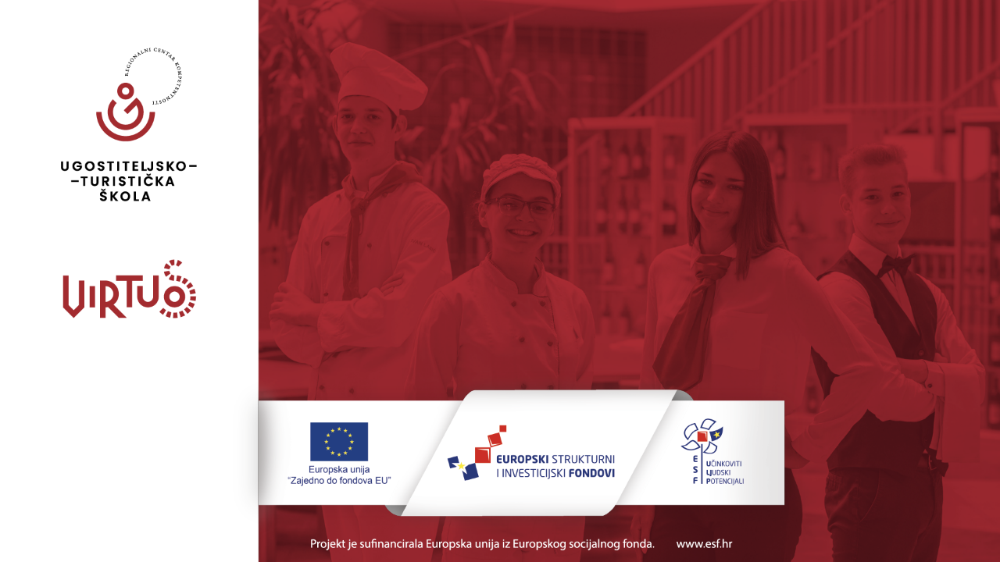 REGIONALNI CENTAR KOMPETENTNOSTI
UGOSTITELJSKO–
–TURISTIČKA
ŠKOLA
VIRTUOS
Europska unija
“Zajedno do fondova EU”
EUROPSKI STRUKTURNI
I INVESTICIJSKI FONDOVI
ESF
UČINKOVITI
LJUDSKI
POTENCIJALI
Projekt je sufinancirala Europska unija iz Europskog socijalnog fonda. www.esf.hr